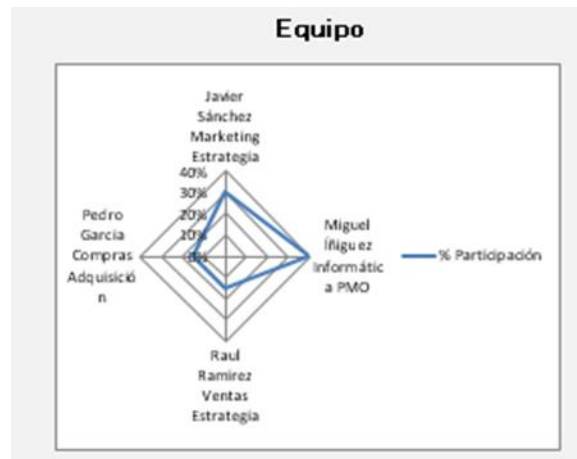 Equipo
Javier
Sánchez
Marketing
Estrategia
40%
30%
20%
10%
0%
Pedro
Garcia
Compras
Adquisició
n
Miguel
Íñiguez
Informátic
a PMO
% Participación
Raul
Ramirez
Ventas
Estrategia